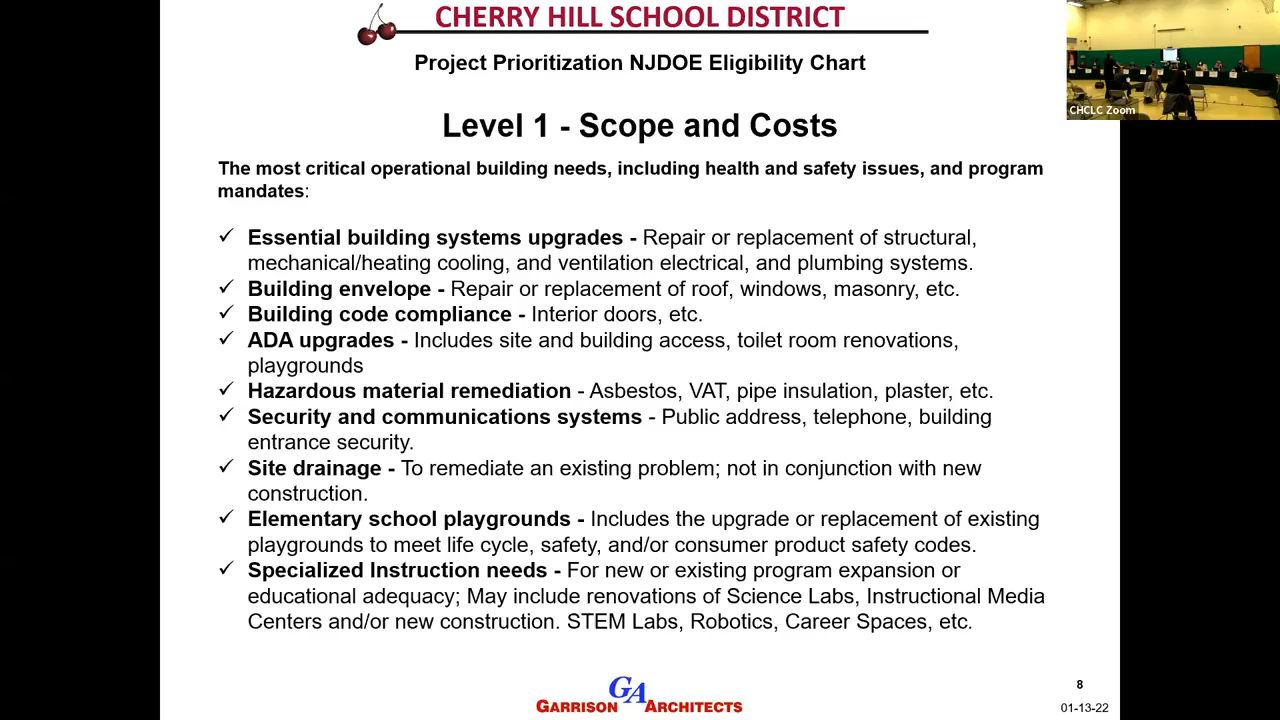 CHERRY HILL SCHOOL DISTRICT
Project Prioritization NJDOE Eligibility Chart
CHCLC Zoom
Level 1 - Scope and Costs
The most critical operational building needs, including health and safety issues, and program
mandates:
✓ Essential building systems upgrades - Repair or replacement of structural,
mechanical/heating cooling, and ventilation electrical, and plumbing systems.
✓ Building envelope - Repair or replacement of roof, windows, masonry, etc.
✓ Building code compliance - Interior doors, etc.
✓ ADA upgrades - Includes site and building access, toilet room renovations,
playgrounds
✓ Hazardous material remediation - Asbestos, VAT, pipe insulation, plaster, etc.
✓ Security and communications systems - Public address, telephone, building
entrance security.
✓ Site drainage - To remediate an existing problem; not in conjunction with new
construction.
✓ Elementary school playgrounds - Includes the upgrade or replacement of existing
playgrounds to meet life cycle, safety, and/or consumer product safety codes.
✓ Specialized Instruction needs - For new or existing program expansion or
educational adequacy; May include renovations of Science Labs, Instructional Media
Centers and/or new construction. STEM Labs, Robotics, Career Spaces, etc.
GA
GARRISON ARCHITECTS
8
01-13-22